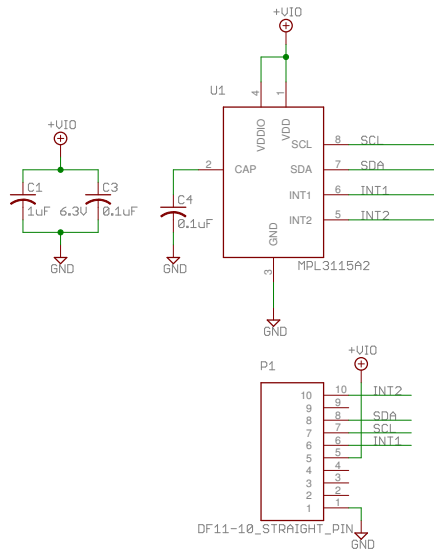 +VIO
U1
4
1
VDDIO
VDD
SCL
8
SCL
+VIO
2
CAP
SDA
7
SDA
C1
C3
INT1
6
INT1
1uF
6.3V
0.1uF
C4
0.1uF
INT2
5
INT2
GND
GND
GND
3
MPL3115A2
GND
+VIO
P1
10
10
INT2
9
9
8
8
SDA
7
7
SCL
6
6
INT1
5
5
4
4
3
3
2
2
1
1
DF11-10_STRAIGHT_PIN
GND